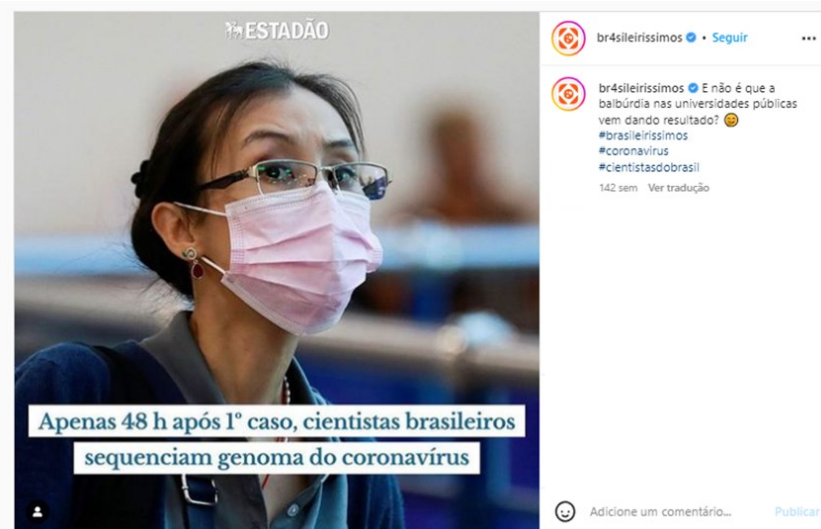 ESTADÃO
Apenas 48 h após 1º caso, cientistas brasileiros
sequenciam genoma do coronavírus
br4sileirissimos • Seguir
br4sileirissimos E não é que a
balbúrdia nas universidades públicas
vem dando resultado?
#brasileirissimos
#coronavirus
#cientistasdobrasil
142 sem Ver tradução
Adicione um comentário... Publicar